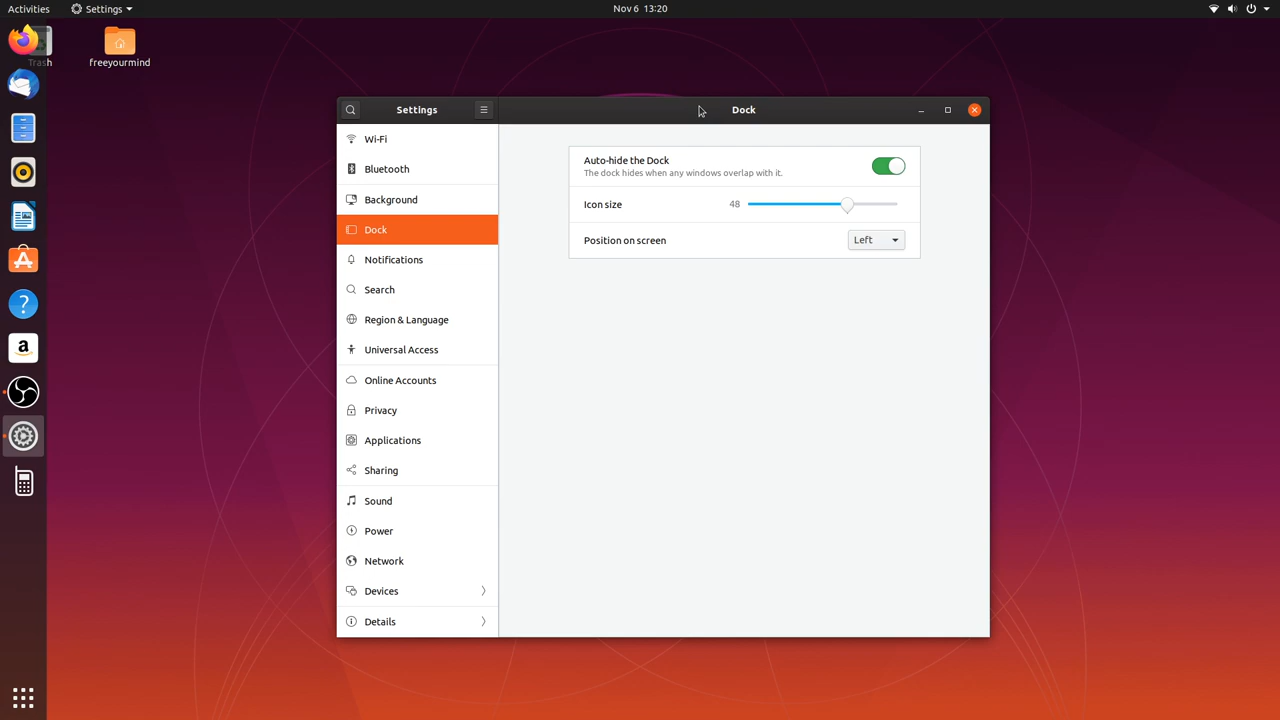 Activities
Settings
Nov 6 13:20
Trash
freeyourmind
Settings
Dock
Wi-Fi
Bluetooth
Background
Dock
Notifications
Search
Region & Language
Universal Access
Online Accounts
Privacy
Applications
Sharing
Sound
Power
Network
Devices
Details
Auto-hide the Dock
The dock hides when any windows overlap with it.
Icon size
48
Position on screen
Left